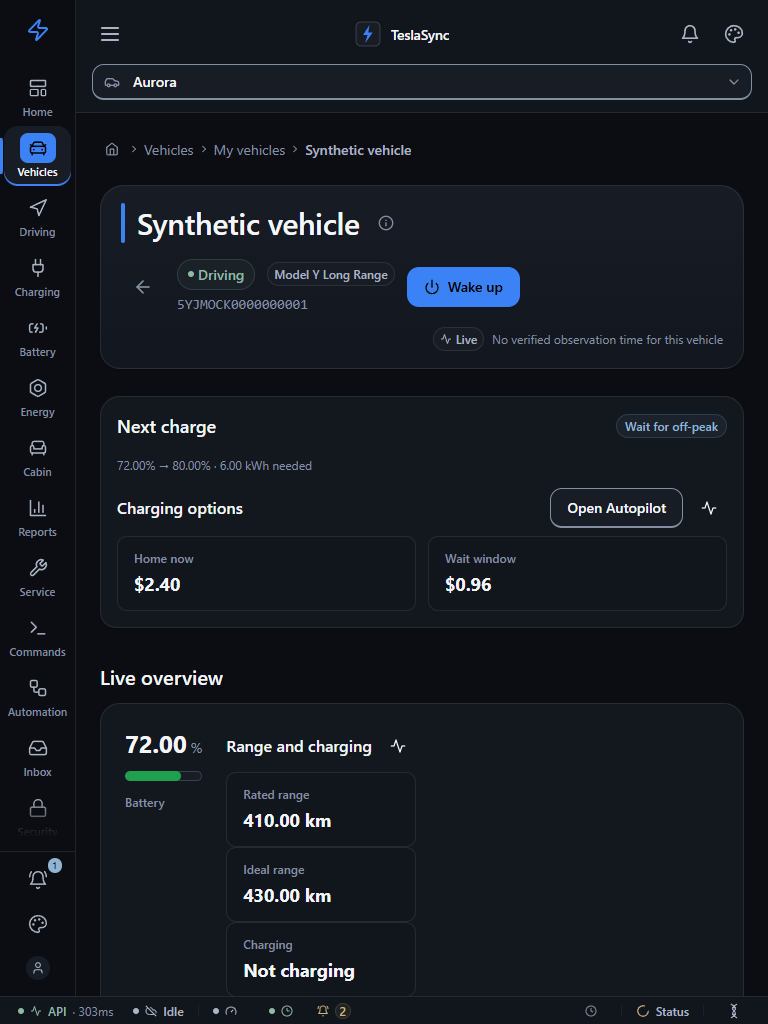 TeslaSync
Aurora
Home
Vehicles
Driving
Charging
Battery
Energy
Cabin
Reports
Service
Commands
Automation
Inbox
Security
1
Vehicles My vehicles Synthetic vehicle
Synthetic vehicle
Driving Model Y Long Range
5YJMOCK0000000001
Wake up
Live No verified observation time for this vehicle
Next charge
Wait for off-peak
72.00% → 80.00% · 6.00 kWh needed
Charging options
Open Autopilot
Home now
$2.40
Wait window
$0.96
Live overview
72.00 %
Battery
Range and charging
Rated range
410.00 km
Ideal range
430.00 km
Charging
Not charging
API · 303ms Idle 2 Status